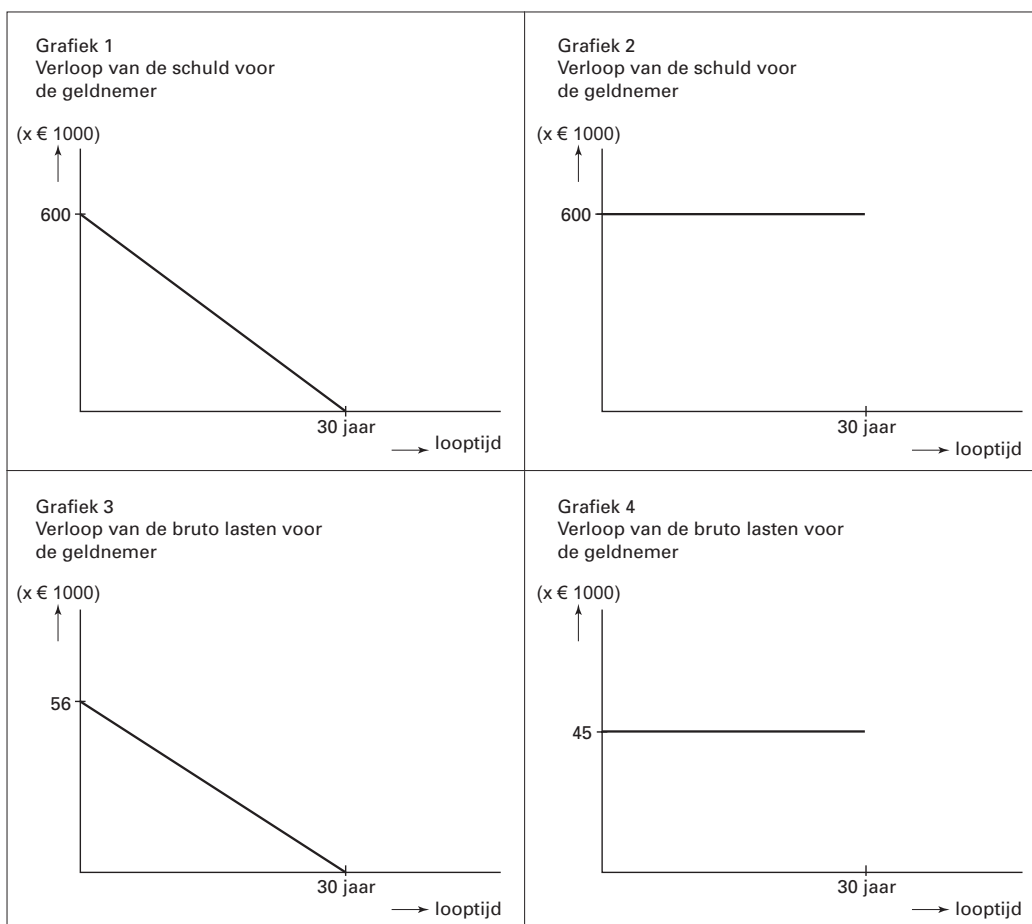 Grafiek 1
Verloop van de schuld voor
de geldnemer
(x € 1000)
600
30 jaar
looptijd
Grafiek 2
Verloop van de schuld voor
de geldnemer
(x € 1000)
600
30 jaar
looptijd
Grafiek 3
Verloop van de bruto lasten voor
de geldnemer
(x € 1000)
56
30 jaar
looptijd
Grafiek 4
Verloop van de bruto lasten voor
de geldnemer
(x € 1000)
45
30 jaar
looptijd